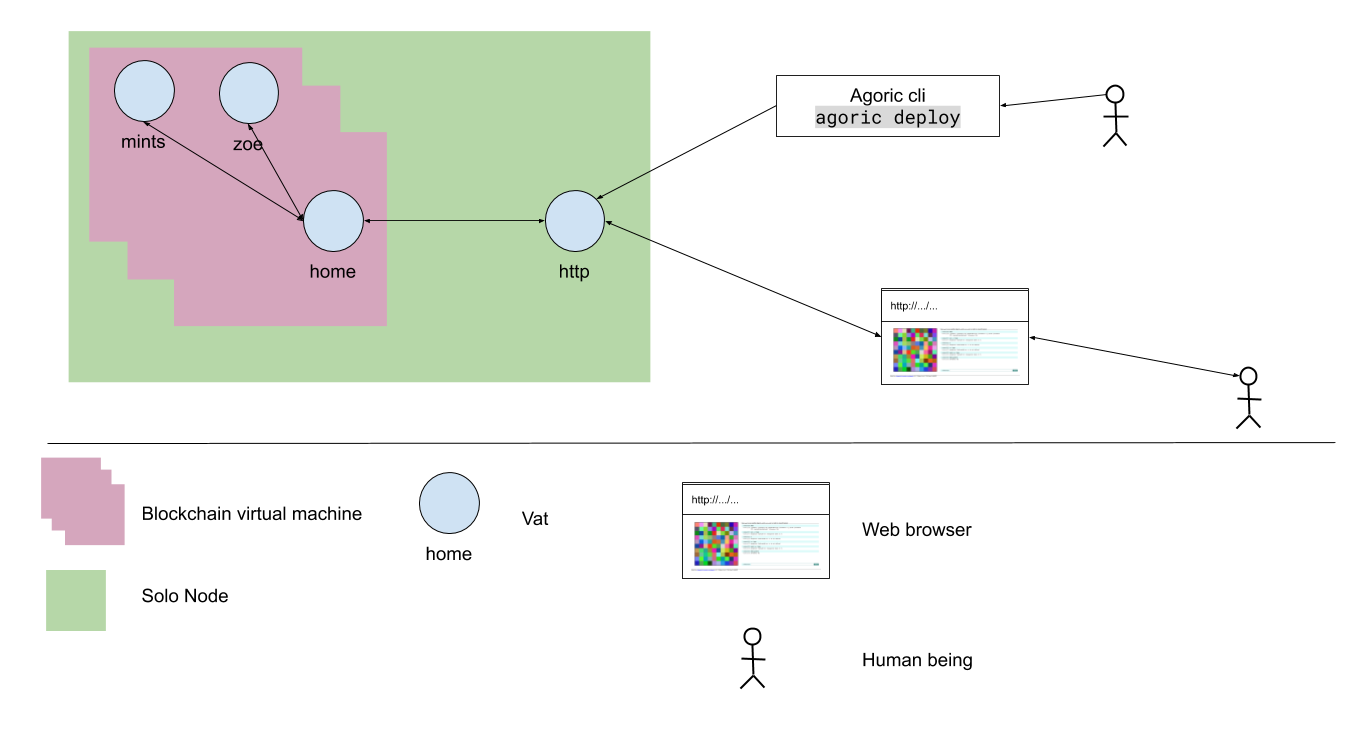 mints
zoe
home
http
Agoric cli
agoric deploy
http://.../...
Blockchain virtual machine
Solo Node
home
Vat
http://.../...
Web browser
Human being